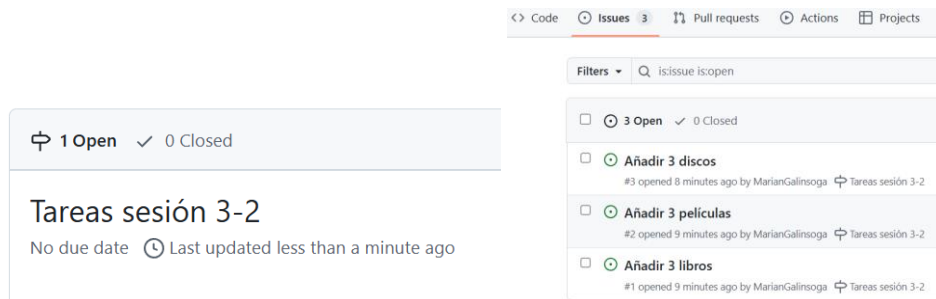 1 Open 0 Closed
Tareas sesión 3-2
No due date Last updated less than a minute ago
Code Issues 3 Pull requests Actions Projects
Filters is:issue is:open
3 Open 0 Closed
Añadir 3 discos
#3 opened 8 minutes ago by MarianGalinsoga Tareas sesión 3-2
Añadir 3 películas
#2 opened 9 minutes ago by MarianGalinsoga Tareas sesión 3-2
Añadir 3 libros
#1 opened 9 minutes ago by MarianGalinsoga Tareas sesión 3-2